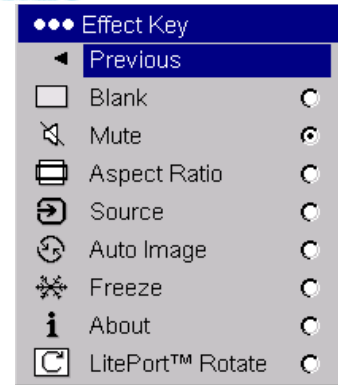 Effect Key
Previous
Blank
Mute
Aspect Ratio
Source
Auto Image
Freeze
About
LitePort™ Rotate